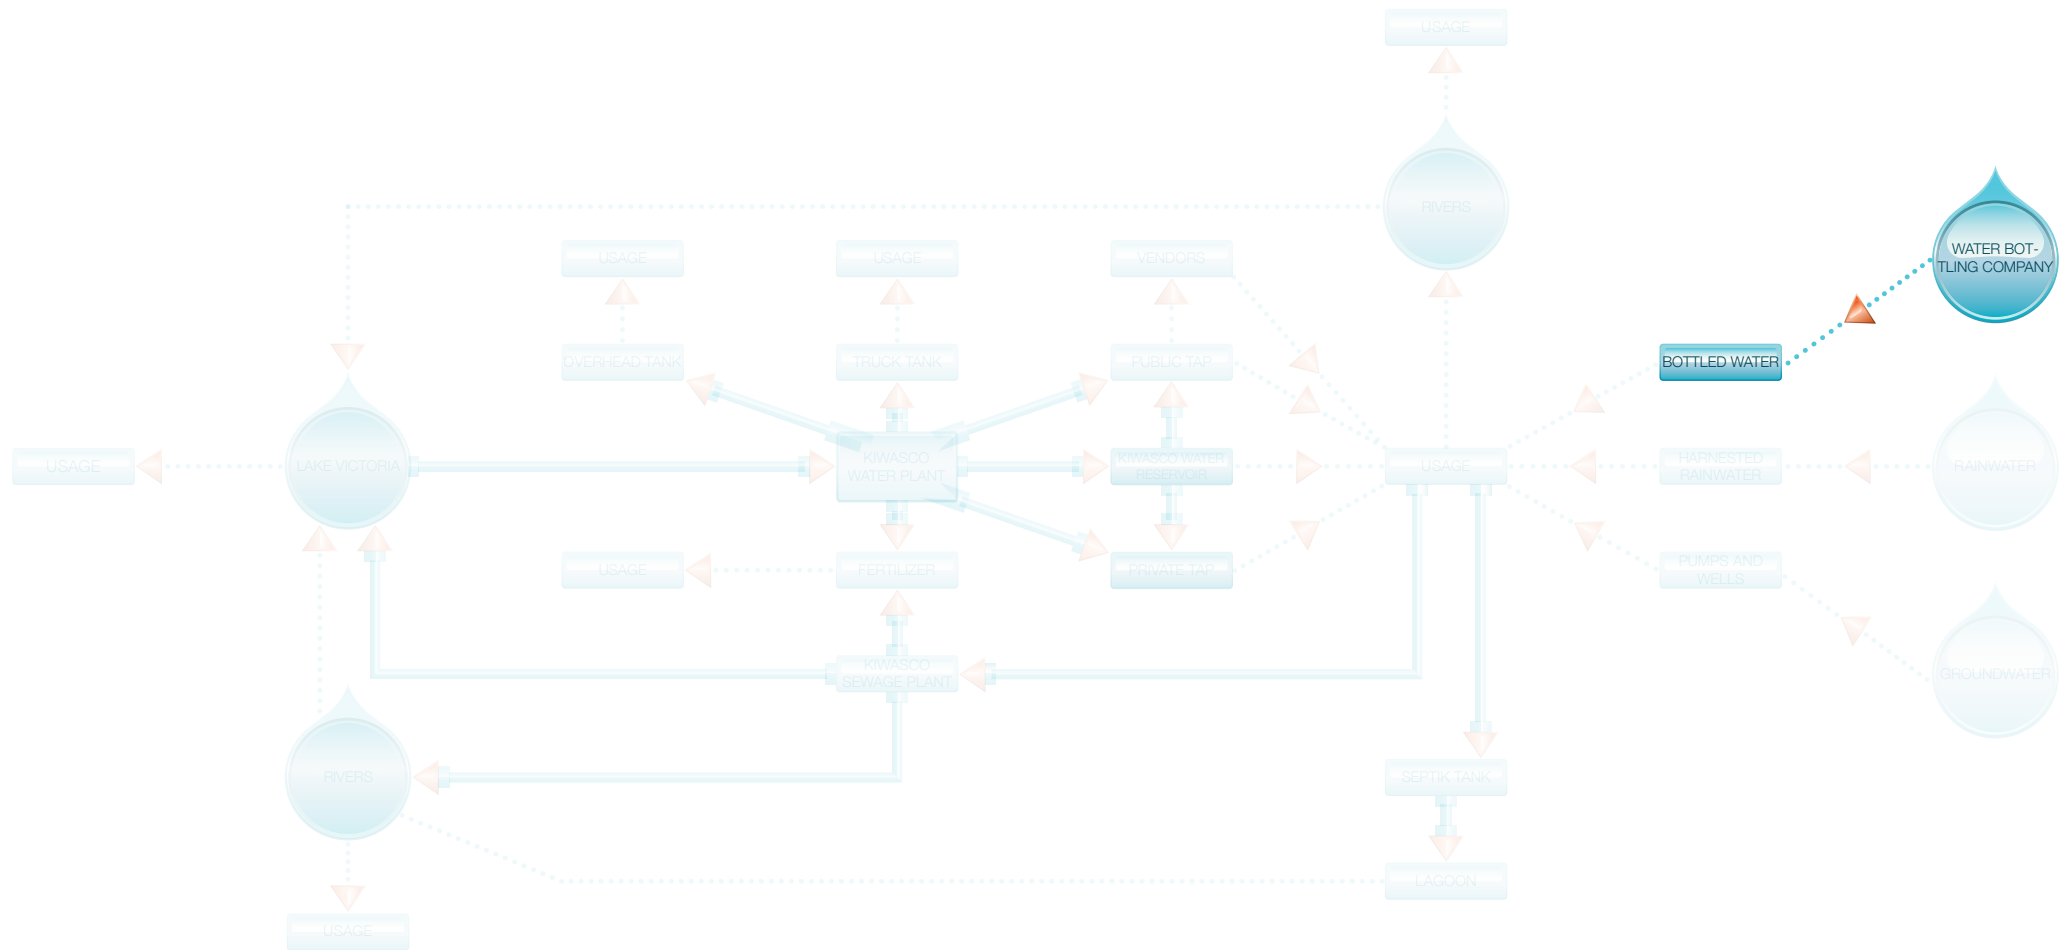 USAGE
RIVERS
WATER BOT-
TLING COMPANY
USAGE
USAGE
VENDORS
OVERHEAD TANK
TRUCK TANK
PUBLIC TAP
BOTTLED WATER
USAGE
LAKE VICTORIA
KIWASCO
WATER PLANT
KIWASCO WATER
RESERVOIR
USAGE
HARNESTED
RAINWATER
RAINWATER
USAGE
FERTILIZER
PRIVATE TAP
PUMPS AND
WELLS
KIWASCO
SEWAGE PLANT
GROUNDWATER
RIVERS
SEPTIK TANK
LAGOON
USAGE